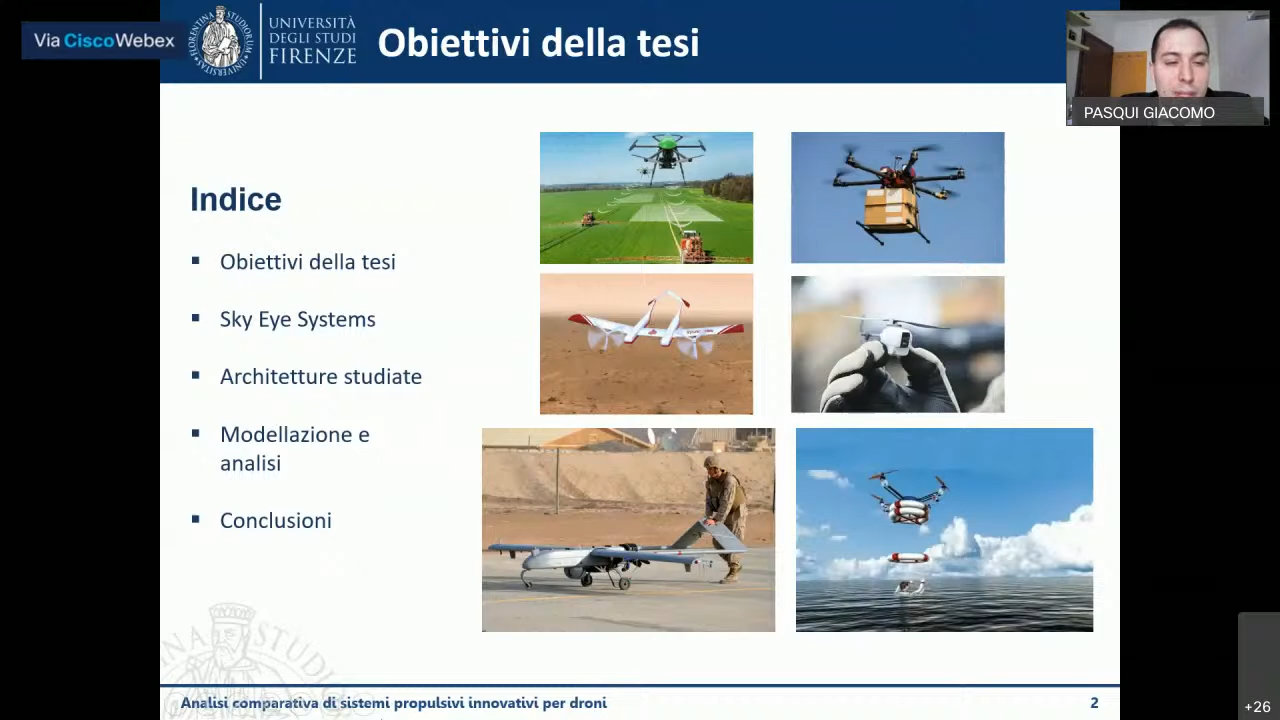 Via CiscoWebex
UNIVERSITÀ
DEGLI STUDI
FIRENZE
Obiettivi della tesi
PASQUI GIACOMO
Indice
Obiettivi della tesi
Sky Eye Systems
Architetture studiate
Modellazione e
analisi
Conclusioni
Analisi comparativa di sistemi propulsivi innovativi per droni
2
+26